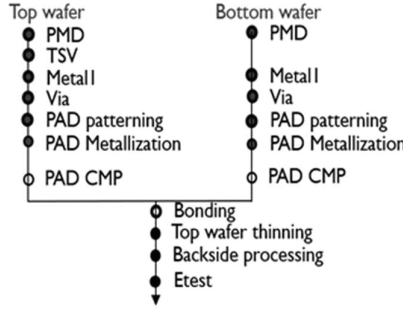 Top wafer
PMD
TSV
Metal1
Via
PAD patterning
PAD Metallization
PAD CMP
Bottom wafer
PMD
Metal1
Via
PAD patterning
PAD Metallization
PAD CMP
Bonding
Top wafer thinning
Backside processing
Etest